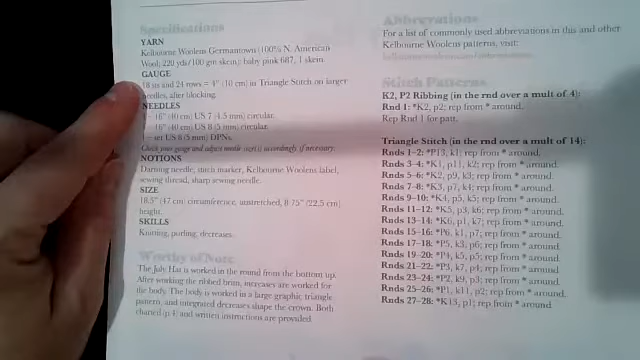 Specifications
YARN
Kelbourne Woolens Germantown (100% N. American
Wool; 220 yds/100 gm skein): baby pink 687, 1 skein
GAUGE
18 sts and 24 rows = 4" (10 cm) in Triangle Stitch on larger
needles, after blocking.
NEEDLES
1 – 16" (40 cm) US 7 (4.5 mm) circular.
1 – 16" (40 cm) US 8 (5 mm) circular.
1 – set US 8 (5 mm) DPNs.
Check your gauge and adjust needle size(s) accordingly if necessary.
NOTIONS
Darning needle, stitch marker, Kelbourne Woolens label,
sewing thread, sharp sewing needle.
SIZE
18.5" (47 cm) circumference, unstretched, 8.75" (22.5 cm)
height.
SKILLS
Knitting, purling, decreases.
Worthy of Note
The July Hat is worked in the round from the bottom up.
After working the ribbed brim, increases are worked for
the body. The body is worked in a large graphic triangle
pattern, and integrated decreases shape the crown. Both
charted (p.4) and written instructions are provided.
Abbreviations
For a list of commonly used abbreviations in this and other
Kelbourne Woolens patterns, visit:
Stitch Patterns
K2, P2 Ribbing (in the rnd over a mult of 4):
Rnd 1: *K2, p2; rep from * around.
Rep Rnd 1 for patt.
Triangle Stitch (in the rnd over a mult of 14):
Rnds 1–2: *P13, k1; rep from * around.
Rnds 3–4: *K1, p11, k2; rep from * around.
Rnds 5–6: *K2, p9, k3; rep from * around.
Rnds 7–8: *K3, p7, k4; rep from * around.
Rnds 9–10: *K4, p5, k5; rep from * around.
Rnds 11–12: *K5, p3, k6; rep from * around.
Rnds 13–14: *K6, p1, k7; rep from * around.
Rnds 15–16: *P6, k1, p7; rep from * around.
Rnds 17–18: *P5, k3, p6; rep from * around.
Rnds 19–20: *P4, k5, p5; rep from * around.
Rnds 21–22: *P3, k7, p4; rep from * around.
Rnds 23–24: *P2, k9, p3; rep from * around.
Rnds 25–26: *P1, k11, p2; rep from * around.
Rnds 27–28: *K13, p1; rep from * around